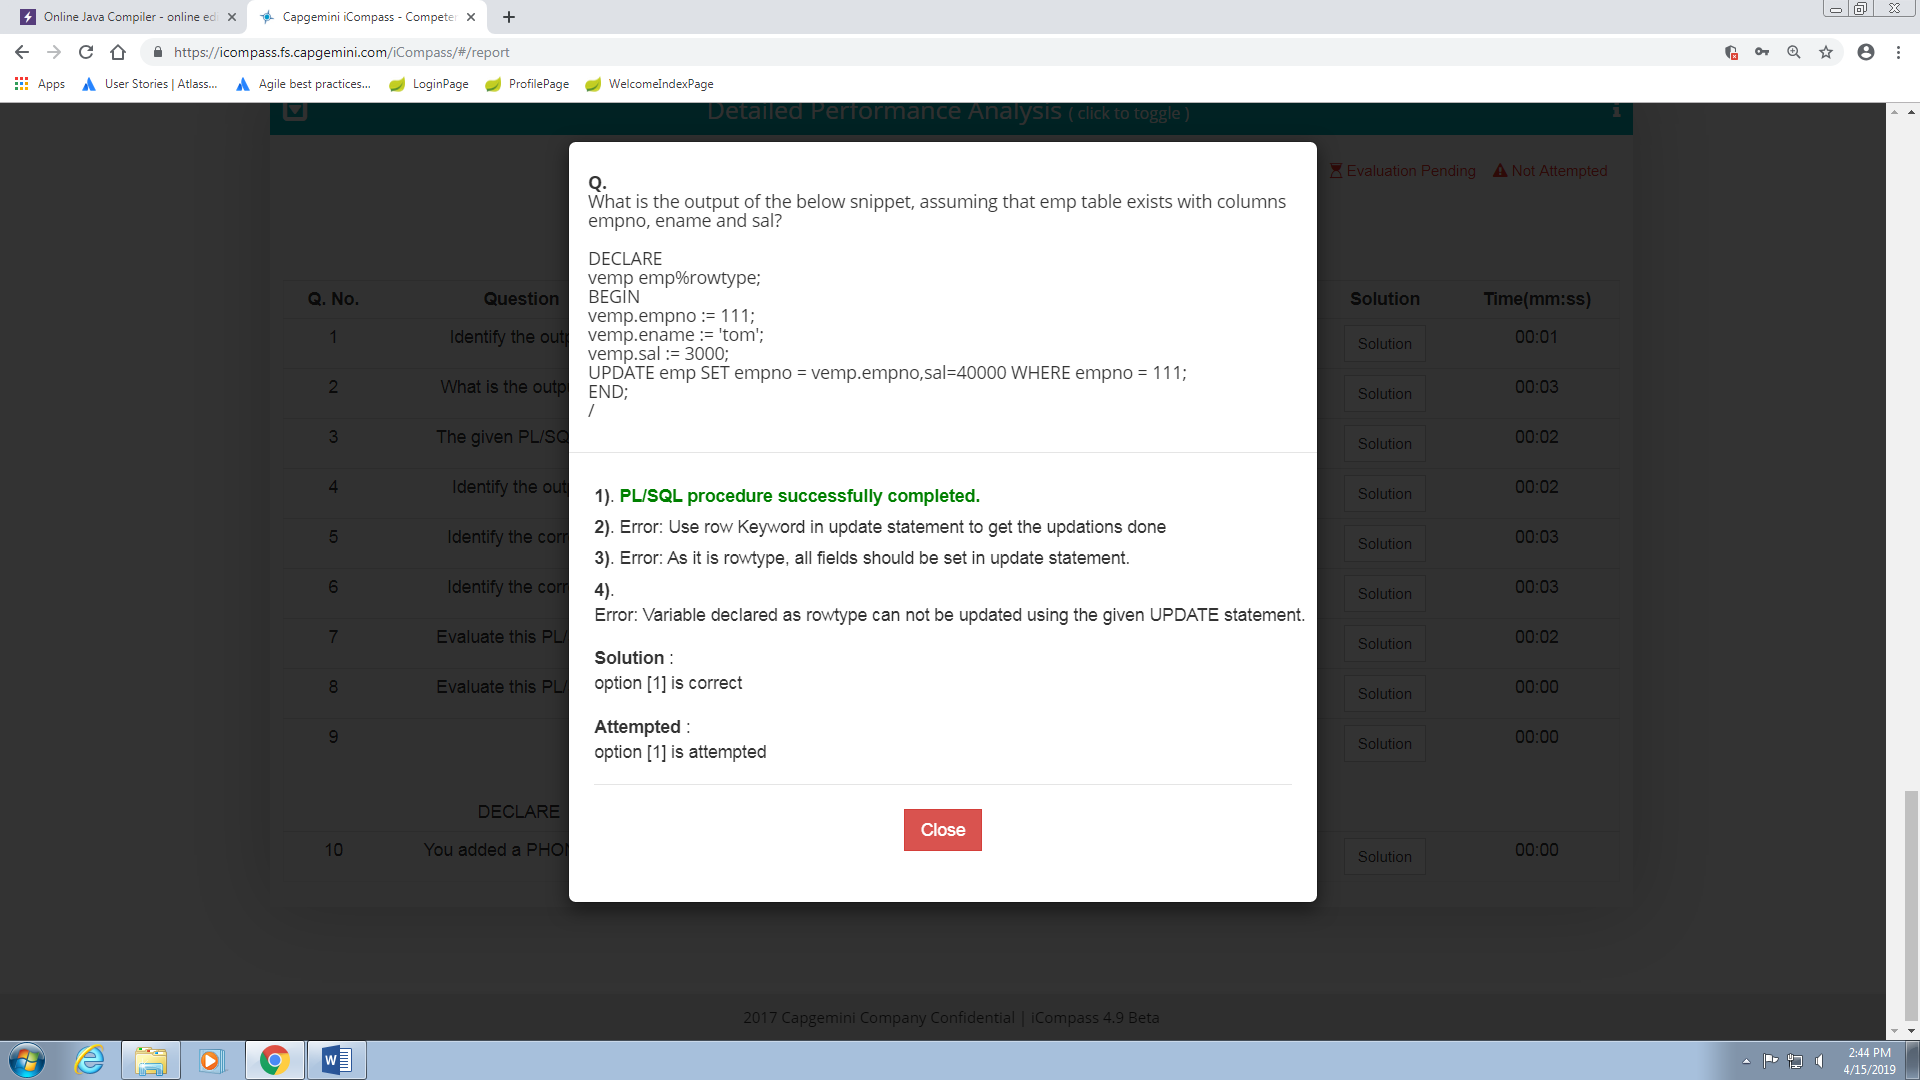 Online Java Compiler - online edi
Capgemini iCompass - Competen
https://icompass.fs.capgemini.com/iCompass/#/report
Apps
User Stories | Atlass...
Agile best practices...
LoginPage
ProfilePage
WelcomeIndexPage
Detailed Performance Analysis ( click to toggle )
Evaluation Pending
Not Attempted
Q.
What is the output of the below snippet, assuming that emp table exists with columns
empno, ename and sal?
DECLARE
vemp emp%rowtype;
BEGIN
vemp.empno := 111;
vemp.ename := 'tom';
vemp.sal := 3000;
UPDATE emp SET empno = vemp.empno,sal=40000 WHERE empno = 111;
END;
/
1). PL/SQL procedure successfully completed.
2). Error: Use row Keyword in update statement to get the updations done
3). Error: As it is rowtype, all fields should be set in update statement.
4).
Error: Variable declared as rowtype can not be updated using the given UPDATE statement.
Solution :
option [1] is correct
Attempted :
option [1] is attempted
Close
Q. No. Question Solution Time(mm:ss)
1 Identify the outp Solution 00:01
2 What is the outp Solution 00:03
3 The given PL/SQ Solution 00:02
4 Identify the out Solution 00:02
5 Identify the corr Solution 00:03
6 Identify the corr Solution 00:03
7 Evaluate this PL/ Solution 00:02
8 Evaluate this PL/ Solution 00:00
9 Solution 00:00
DECLARE
10 You added a PHO Solution 00:00
2017 Capgemini Company Confidential | iCompass 4.9 Beta
2:44 PM
4/15/2019